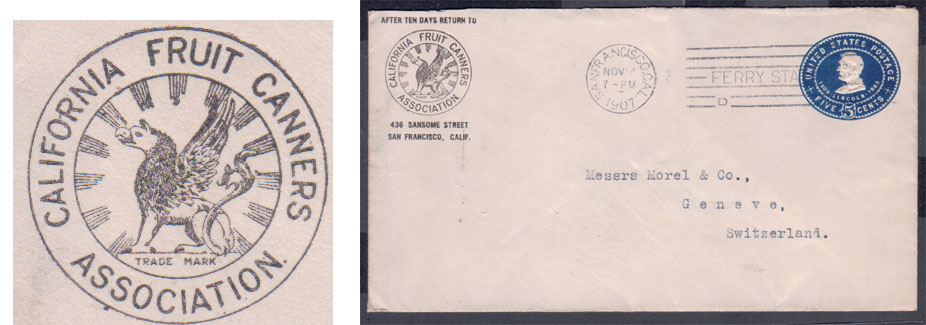 CALIFORNIA FRUIT CANNERS
ASSOCIATION.
TRADE MARK
AFTER TEN DAYS RETURN TO
CALIFORNIA FRUIT CANNERS
ASSOCIATION
436 SANSOME STREET
SAN FRANCISCO, CALIF.
SAN FRANCISCO, CAL.
NOV
7-PM
1907
FERRY STA
D
UNITED STATES POSTAGE
LINCOLN
FIVE 5 CENTS
Messrs Morel & Co.,
Geneve,
Switzerland.